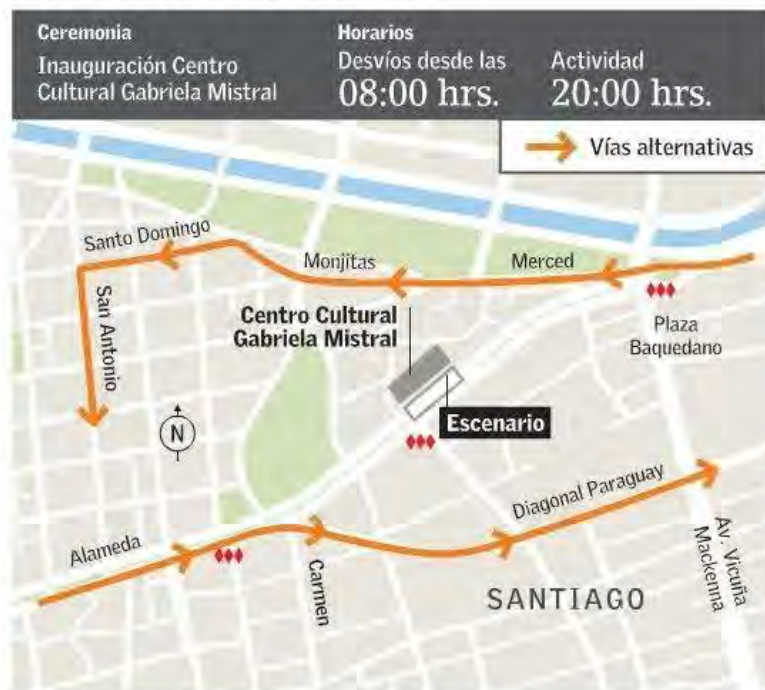 Ceremonia
Inauguración Centro
Cultural Gabriela Mistral
Horarios
Desvíos desde las
08:00 hrs.
Actividad
20:00 hrs.
Vías alternativas
Santo Domingo
Monjitas
Merced
San Antonio
Centro Cultural
Gabriela Mistral
Plaza
Baquedano
N
Escenario
Diagonal Paraguay
Alameda
Carmen
Av. Vicuña
Mackenna
SANTIAGO